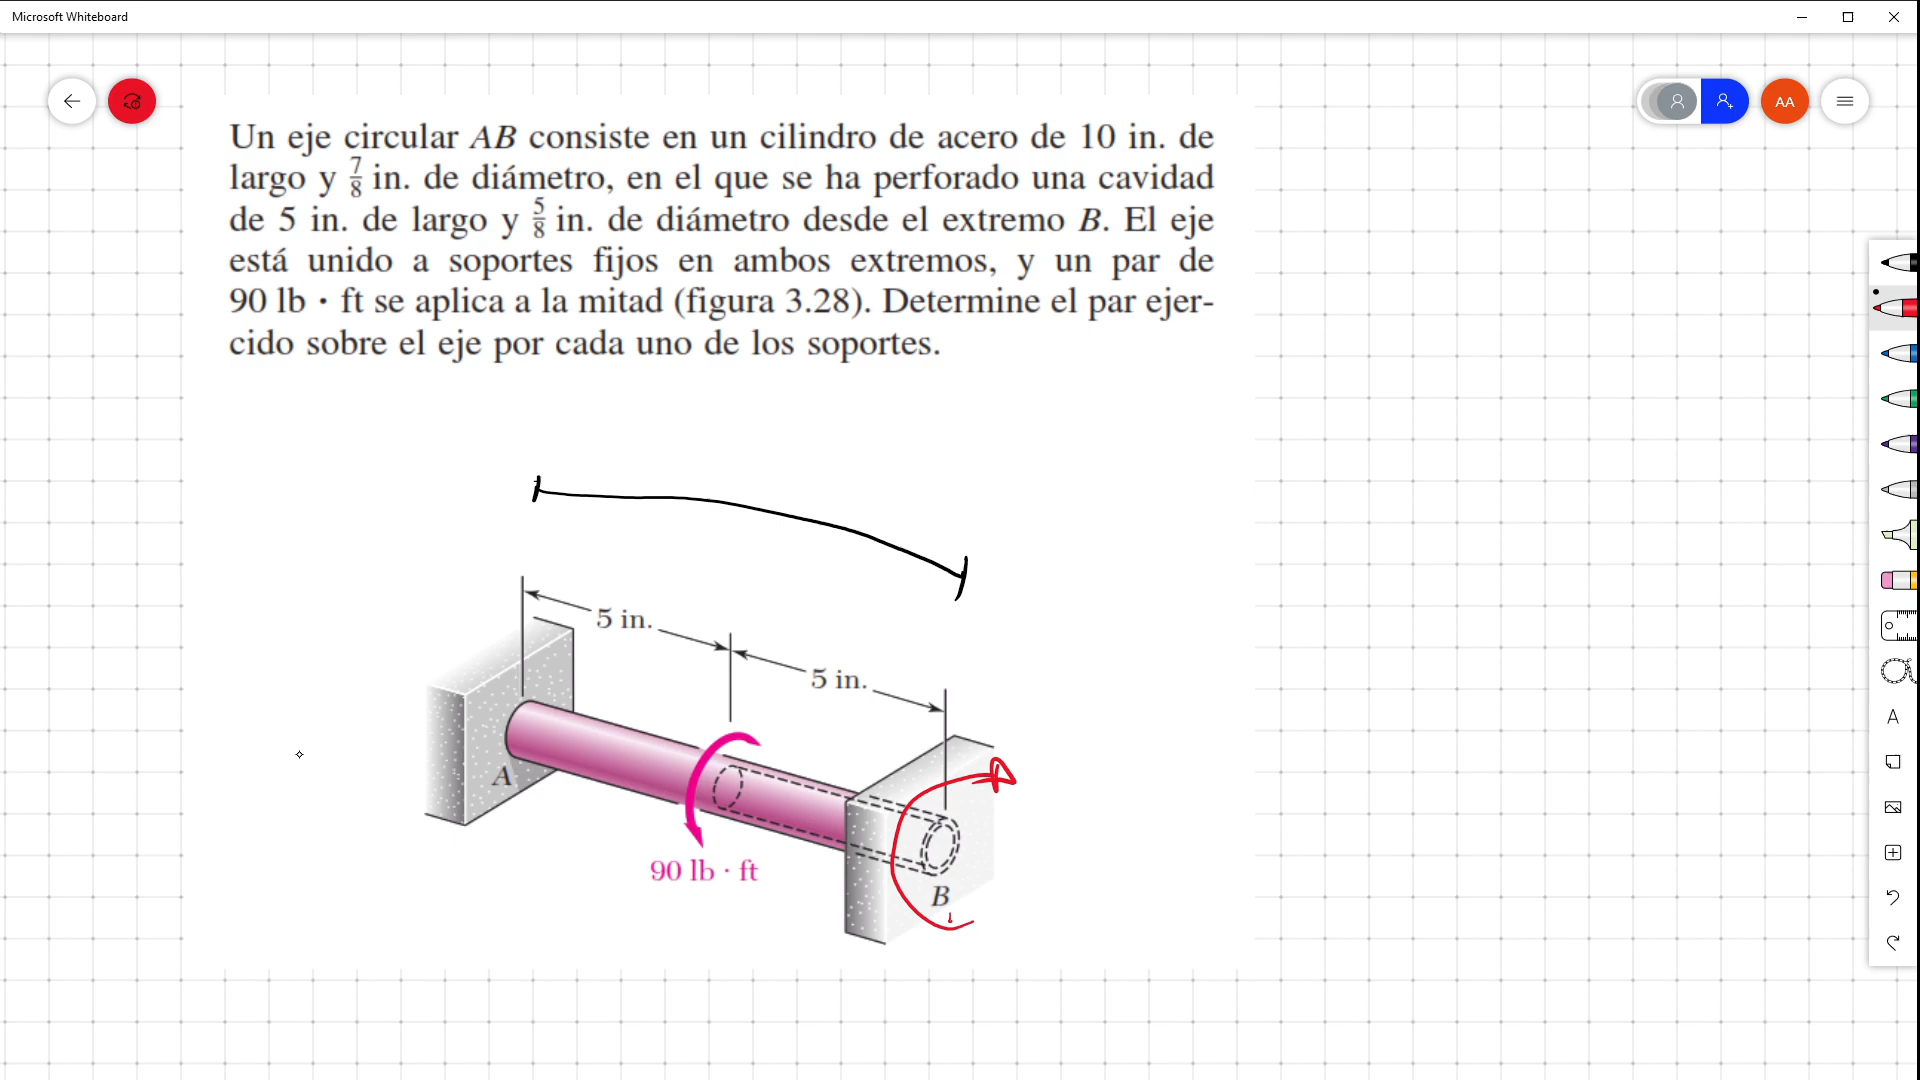 Microsoft Whiteboard
AA
Un eje circular AB consiste en un cilindro de acero de 10 in. de
largo y 7/8 in. de diámetro, en el que se ha perforado una cavidad
de 5 in. de largo y 5/8 in. de diámetro desde el extremo B. El eje
está unido a soportes fijos en ambos extremos, y un par de
90 lb · ft se aplica a la mitad (figura 3.28). Determine el par ejer-
cido sobre el eje por cada uno de los soportes.
5 in.
5 in.
A
90 lb · ft
B